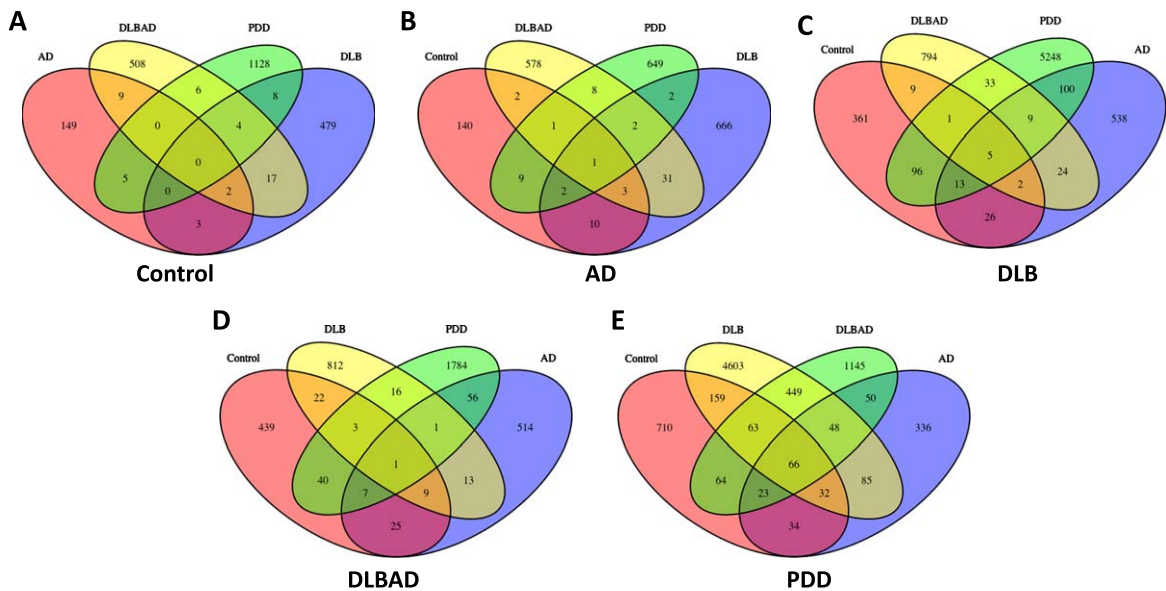 A
AD
DLBAD
PDD
DLB
149
508
1128
479
9
6
8
0
4
5
0
0
2
17
3
Control
B
Control
DLBAD
PDD
DLB
140
578
649
666
2
8
2
1
2
9
1
2
3
31
10
AD
C
Control
DLBAD
PDD
AD
361
794
5248
538
9
33
100
1
9
96
5
13
2
24
26
DLB
D
Control
DLB
PDD
AD
439
812
1784
514
22
16
56
3
1
40
1
7
9
13
25
DLBAD
E
Control
DLB
DLBAD
AD
710
4603
1145
336
159
449
50
63
48
64
66
23
32
85
34
PDD